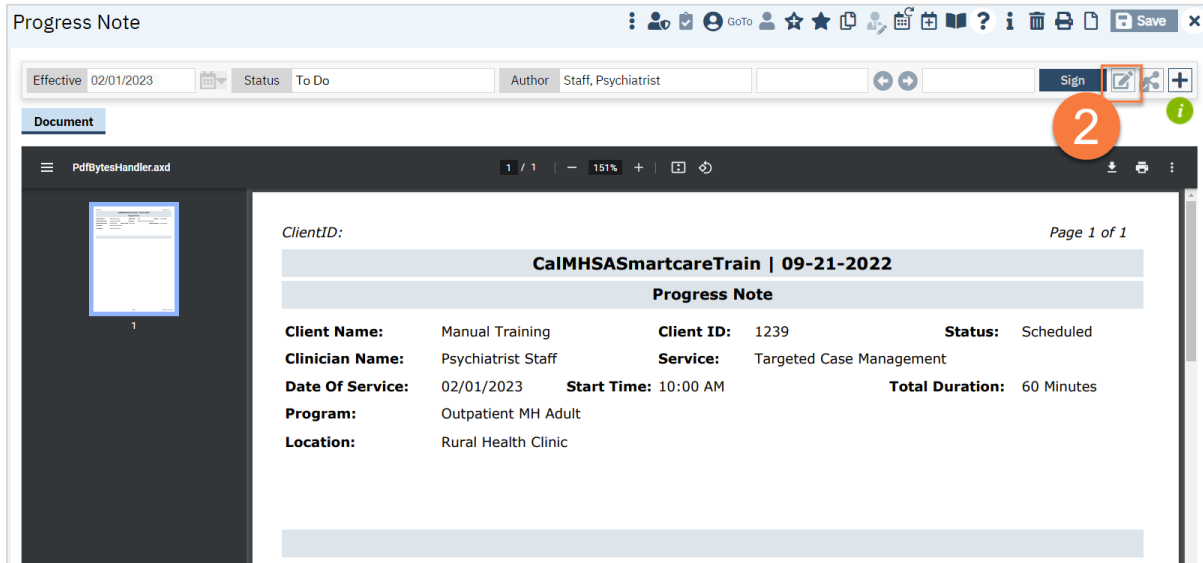 Progress Note
GoTo
Save
Effective 02/01/2023 Status To Do Author Staff, Psychiatrist Sign
2
Document
PdfBytesHandler.axd 1 / 1 151%
1
ClientID: Page 1 of 1
CalMHSASmartcareTrain | 09-21-2022
Progress Note
Client Name: Manual Training Client ID: 1239 Status: Scheduled
Clinician Name: Psychiatrist Staff Service: Targeted Case Management
Date Of Service: 02/01/2023 Start Time: 10:00 AM Total Duration: 60 Minutes
Program: Outpatient MH Adult
Location: Rural Health Clinic